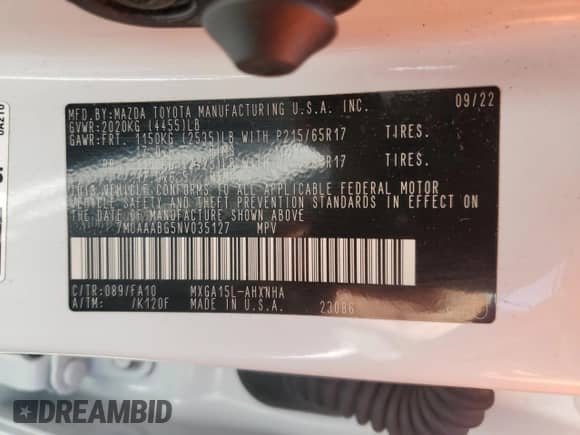 MFD.BY:MAZDA TOYOTA MANUFACTURING U.S.A. INC. 09/22
GVWR:2020KG (4455)LB
GAWR:FRT. 1150KG (2535)LB WITH P215/65R17 TIRES.
TIRES.
THIS VEHICLE CONFORMS TO ALL APPLICABLE FEDERAL MOTOR
VEHICLE SAFETY AND THEFT PREVENTION STANDARDS IN EFFECT
ON THE DATE OF MANUFACTURE SHOWN ABOVE
7MUAAABG5NV035127 MPV
C/TR:089/FA10 MXGA15L-AHXNHA
A/TM: /K120F MADE IN U.S.A. 23086
DREAMBID